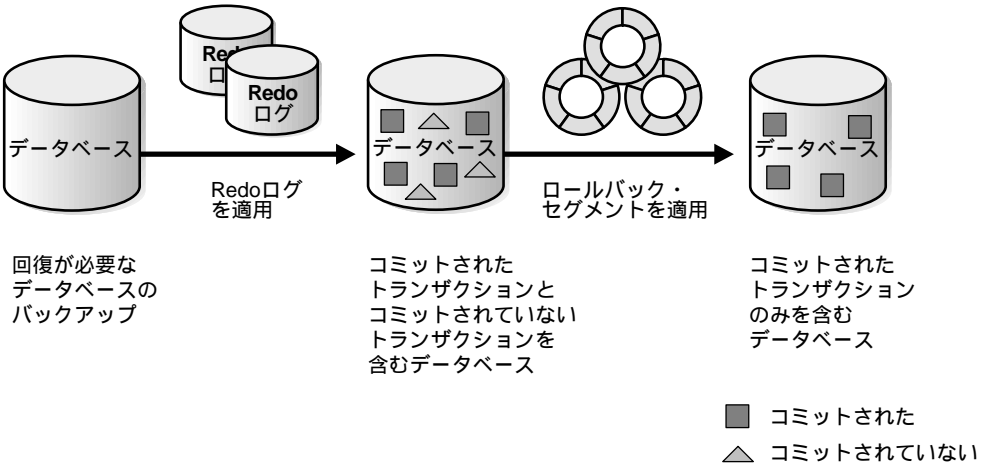 Redo
ログ
Redo
ログ
データベース
データベース
データベース
Redoログ
を適用
ロールバック・
セグメントを適用
回復が必要な
データベースの
バックアップ
コミットされた
トランザクションと
コミットされていない
トランザクションを
含むデータベース
コミットされた
トランザクション
のみを含む
データベース
コミットされた
コミットされていない